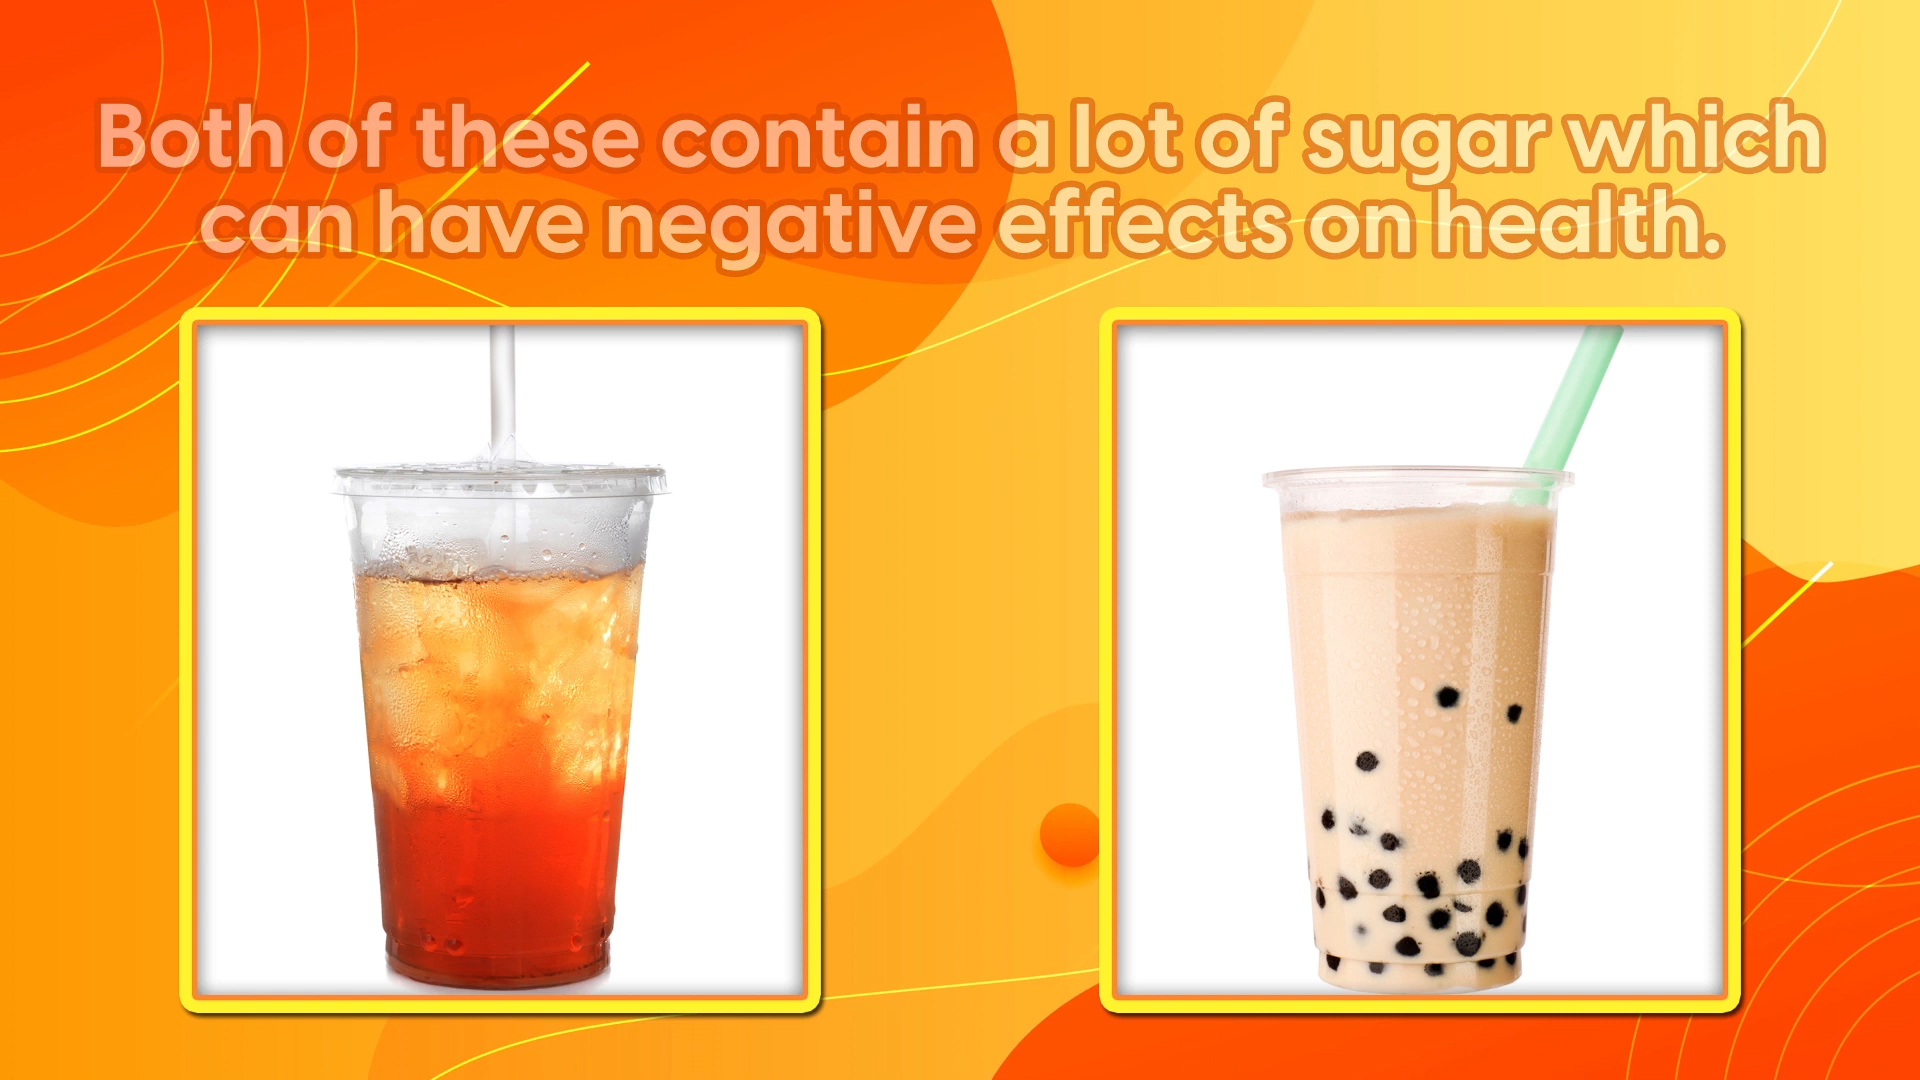 Both of these contain a lot of sugar which
can have negative effects on health.